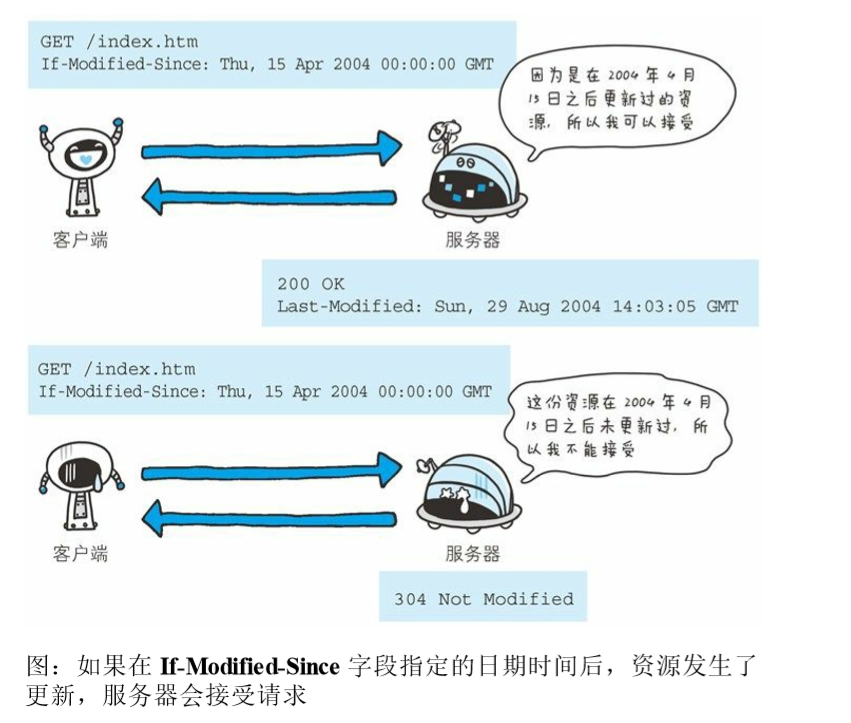 GET /index.htm
If-Modified-Since: Thu, 15 Apr 2004 00:00:00 GMT
因为是在 2004 年 4 月
15 日之后更新过的资
源，所以我可以接受
客户端
服务器
200 OK
Last-Modified: Sun, 29 Aug 2004 14:03:05 GMT
GET /index.htm
If-Modified-Since: Thu, 15 Apr 2004 00:00:00 GMT
这份资源在 2004 年 4 月
15 日之后未更新过，所
以我不能接受
客户端
服务器
304 Not Modified
图：如果在 If-Modified-Since 字段指定的日期时间后，资源发生了
更新，服务器会接受请求